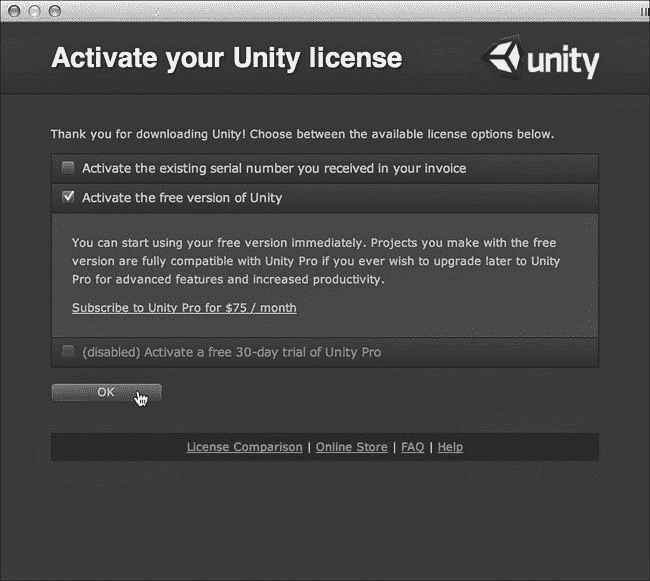 Activate your Unity license
unity
Thank you for downloading Unity! Choose between the available license options below.
Activate the existing serial number you received in your invoice
Activate the free version of Unity
You can start using your free version immediately. Projects you make with the free
version are fully compatible with Unity Pro if you ever wish to upgrade later to Unity
Pro for advanced features and increased productivity.
Subscribe to Unity Pro for $75 / month
(disabled) Activate a free 30-day trial of Unity Pro
OK
License Comparison | Online Store | FAQ | Help